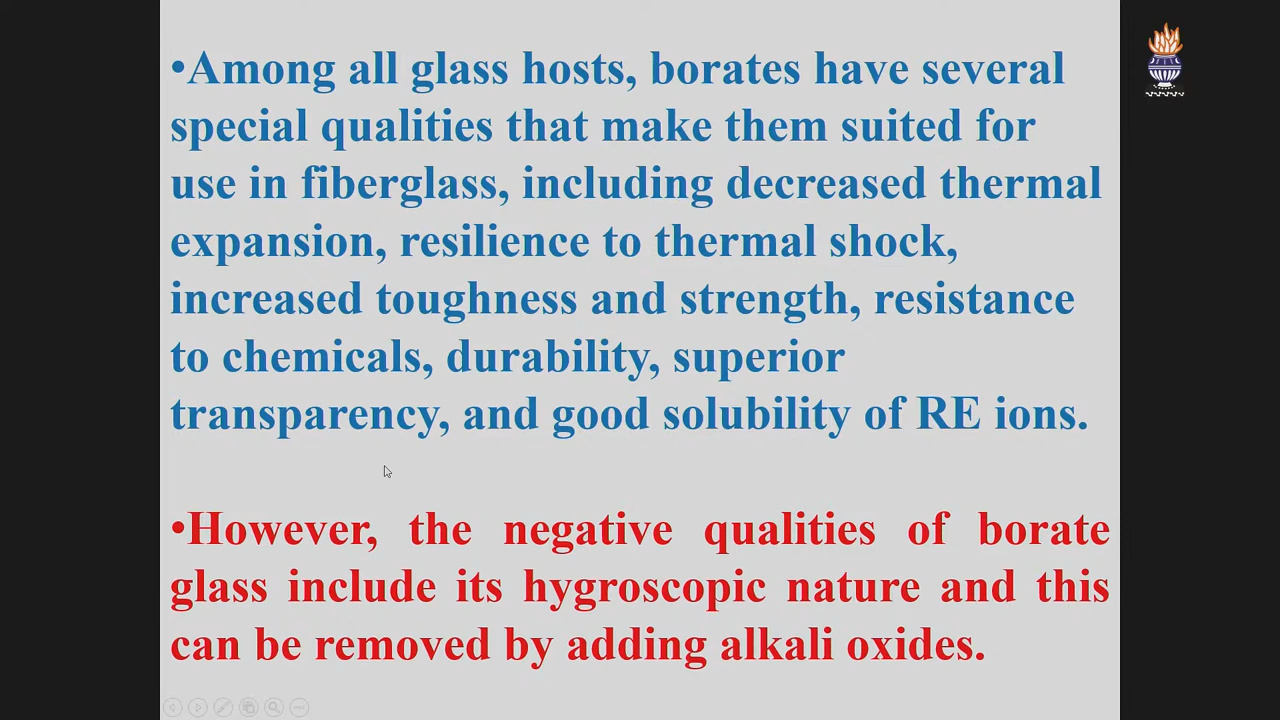 •Among all glass hosts, borates have several
special qualities that make them suited for
use in fiberglass, including decreased thermal
expansion, resilience to thermal shock,
increased toughness and strength, resistance
to chemicals, durability, superior
transparency, and good solubility of RE ions.
•However, the negative qualities of borate
glass include its hygroscopic nature and this
can be removed by adding alkali oxides.